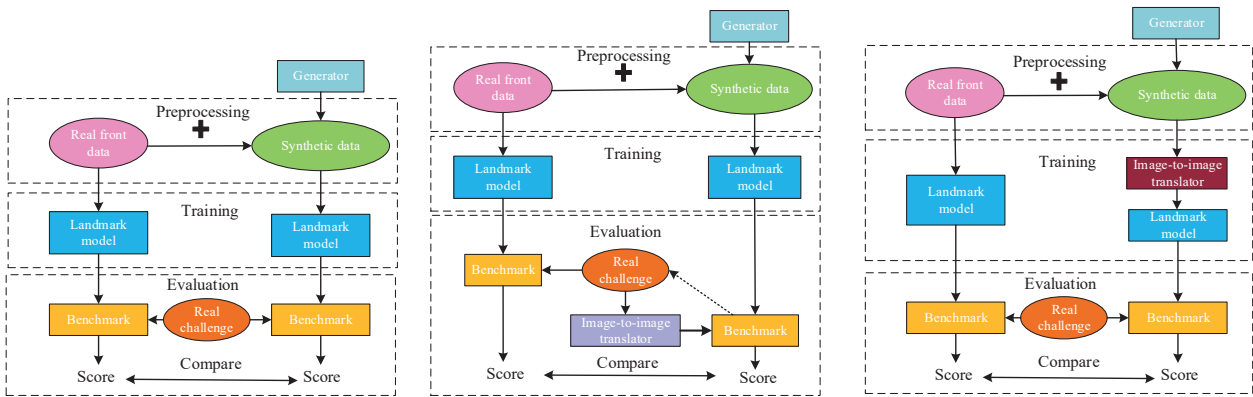 Generator
Preprocessing
Real front
data
Synthetic data
Training
Landmark
model
Landmark
model
Evaluation
Benchmark
Real
challenge
Benchmark
Compare
Score
Score
Generator
Preprocessing
Real front
data
Synthetic data
Training
Landmark
model
Landmark
model
Evaluation
Benchmark
Real
challenge
Image-to-image
translator
Benchmark
Compare
Score
Score
Generator
Preprocessing
Real front
data
Synthetic data
Training
Image-to-image
translator
Landmark
model
Landmark
model
Evaluation
Benchmark
Real
challenge
Benchmark
Compare
Score
Score